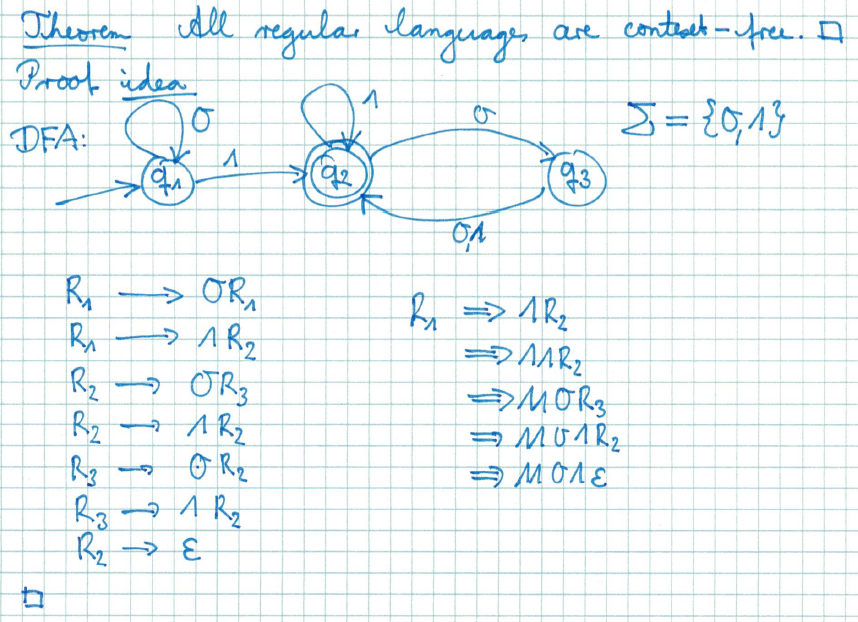 Theorem All regular languages are context-free. □
Proof idea
DFA:
Σ = {0,1}
0
1
1
0
0,1
q1
q2
q3
R1 → 0R1
R1 → 1R2
R2 → 0R3
R2 → 1R2
R3 → 0R2
R3 → 1R2
R2 → ε
R1 ⇒ 1R2
⇒ 11R2
⇒ 110R3
⇒ 1101R2
⇒ 1101ε
□